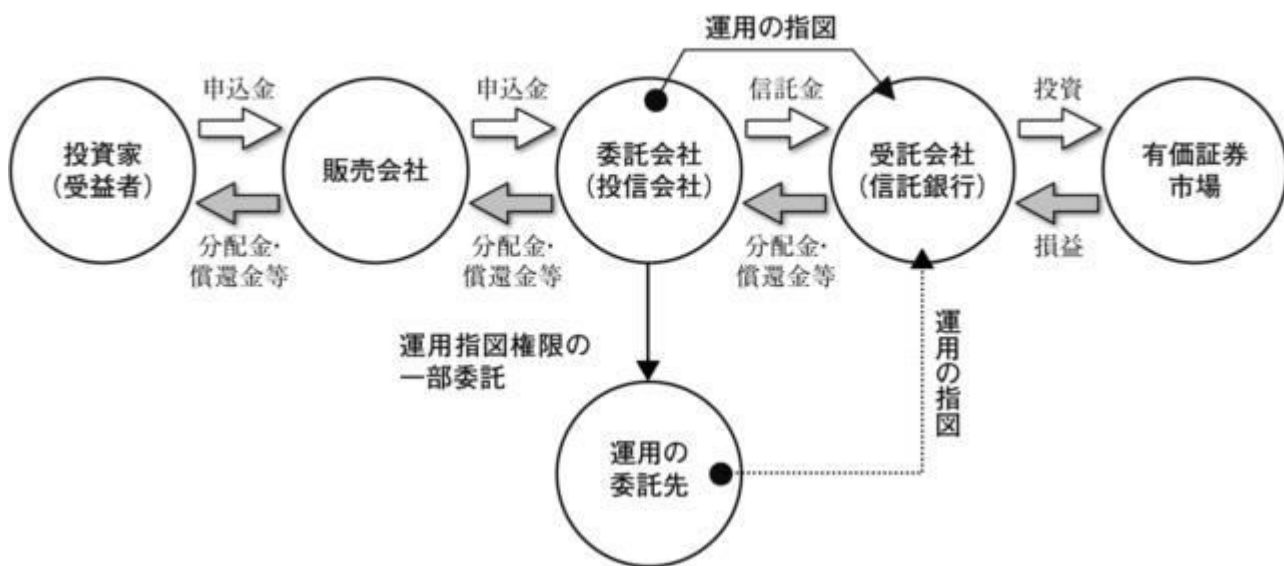 運用の指図
申込金
申込金
信託金
投資
投資家
(受益者)
販売会社
委託会社
(投信会社)
受託会社
(信託銀行)
有価証券
市場
分配金・
償還金等
分配金・
償還金等
分配金・
償還金等
損益
運用指図権限の
一部委託
運用の指図
運用の
委託先